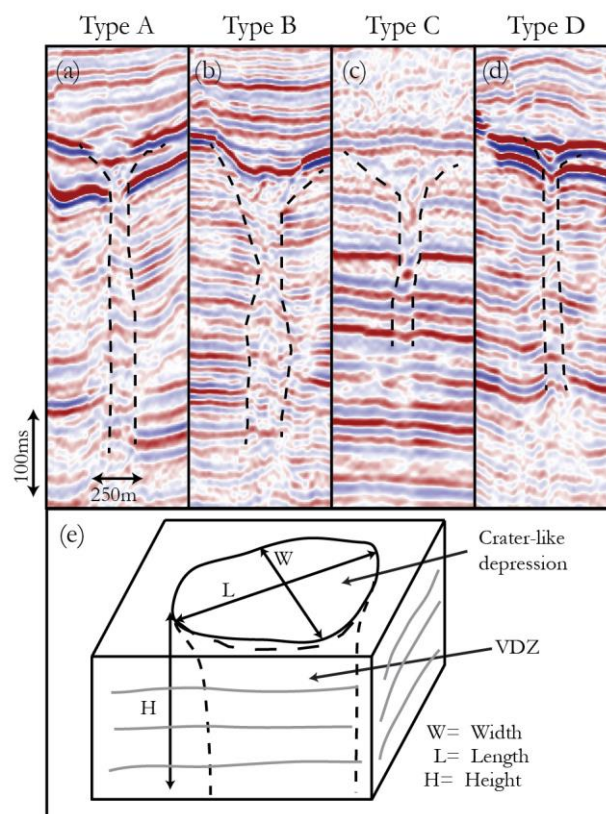 Type A Type B Type C Type D
(a) (b) (c) (d)
100ms
250m
(e)
Crater-like
depression
W
L
VDZ
H
W= Width
L= Length
H= Height